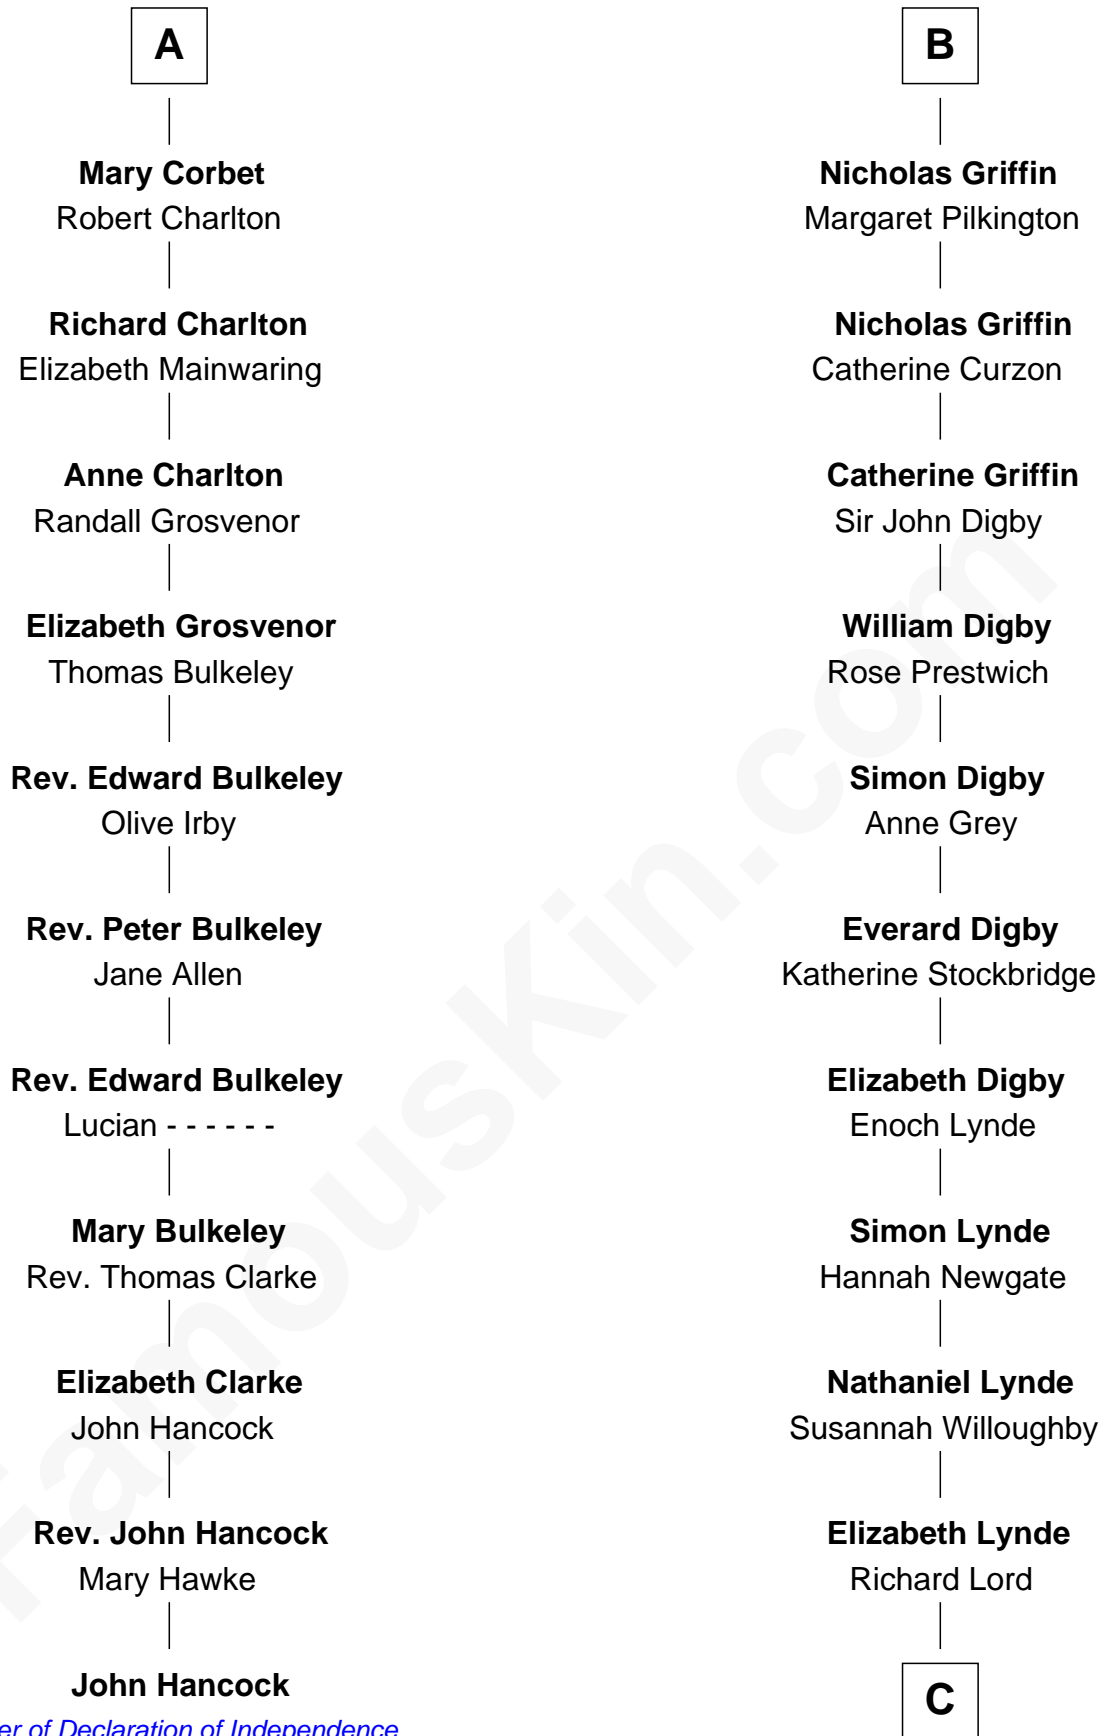 A
Mary Corbet
Robert Charlton
Richard Charlton
Elizabeth Mainwaring
Anne Charlton
Randall Grosvenor
Elizabeth Grosvenor
Thomas Bulkeley
Rev. Edward Bulkeley
Olive Irby
Rev. Peter Bulkeley
Jane Allen
Rev. Edward Bulkeley
Lucian - - - - - -
Mary Bulkeley
Rev. Thomas Clarke
Elizabeth Clarke
John Hancock
Rev. John Hancock
Mary Hawke
John Hancock
er of Declaration of Independence
B
Nicholas Griffin
Margaret Pilkington
Nicholas Griffin
Catherine Curzon
Catherine Griffin
Sir John Digby
William Digby
Rose Prestwich
Simon Digby
Anne Grey
Everard Digby
Katherine Stockbridge
Elizabeth Digby
Enoch Lynde
Simon Lynde
Hannah Newgate
Nathaniel Lynde
Susannah Willoughby
Elizabeth Lynde
Richard Lord
C
FamousKin.com